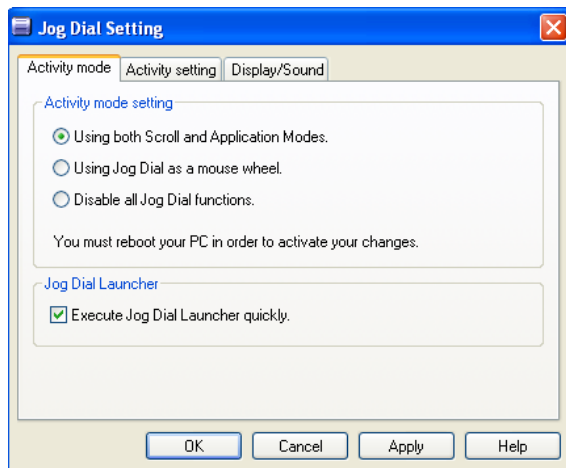 Jog Dial Setting
Activity mode Activity setting Display/Sound
Activity mode setting
Using both Scroll and Application Modes.
Using Jog Dial as a mouse wheel.
Disable all Jog Dial functions.
You must reboot your PC in order to activate your changes.
Jog Dial Launcher
Execute Jog Dial Launcher quickly.
OK Cancel Apply Help